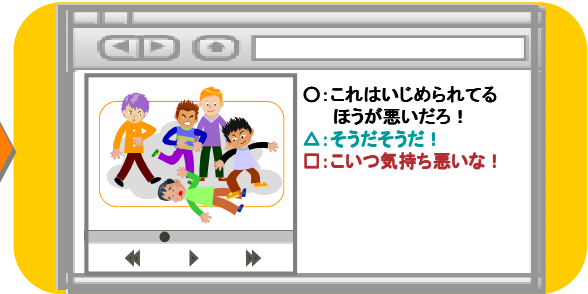 ○：これはいじめられてる
ほうが悪いだろ！
△：そうだそうだ！
□：こいつ気持ち悪いな！